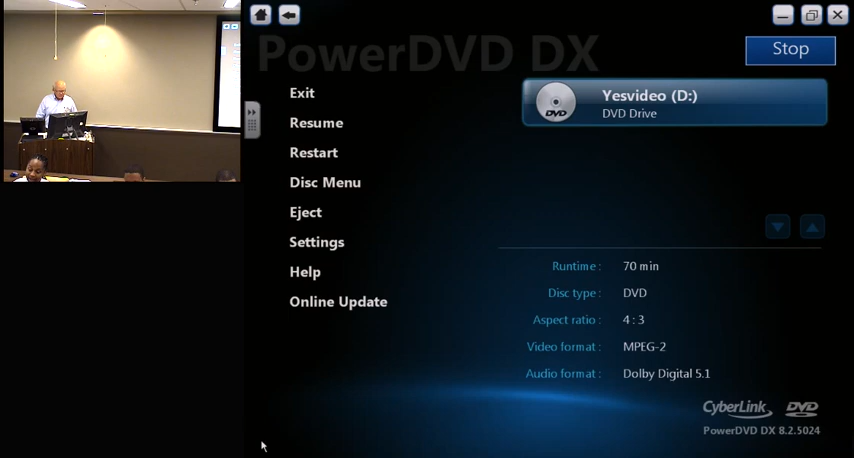 PowerDVD DX
Stop
Exit
Resume
Restart
Disc Menu
Eject
Settings
Help
Online Update
Yesvideo (D:)
DVD Drive
DVD
Runtime : 70 min
Disc type : DVD
Aspect ratio : 4 : 3
Video format : MPEG-2
Audio format : Dolby Digital 5.1
CyberLink DVD
PowerDVD DX 8.2.5024